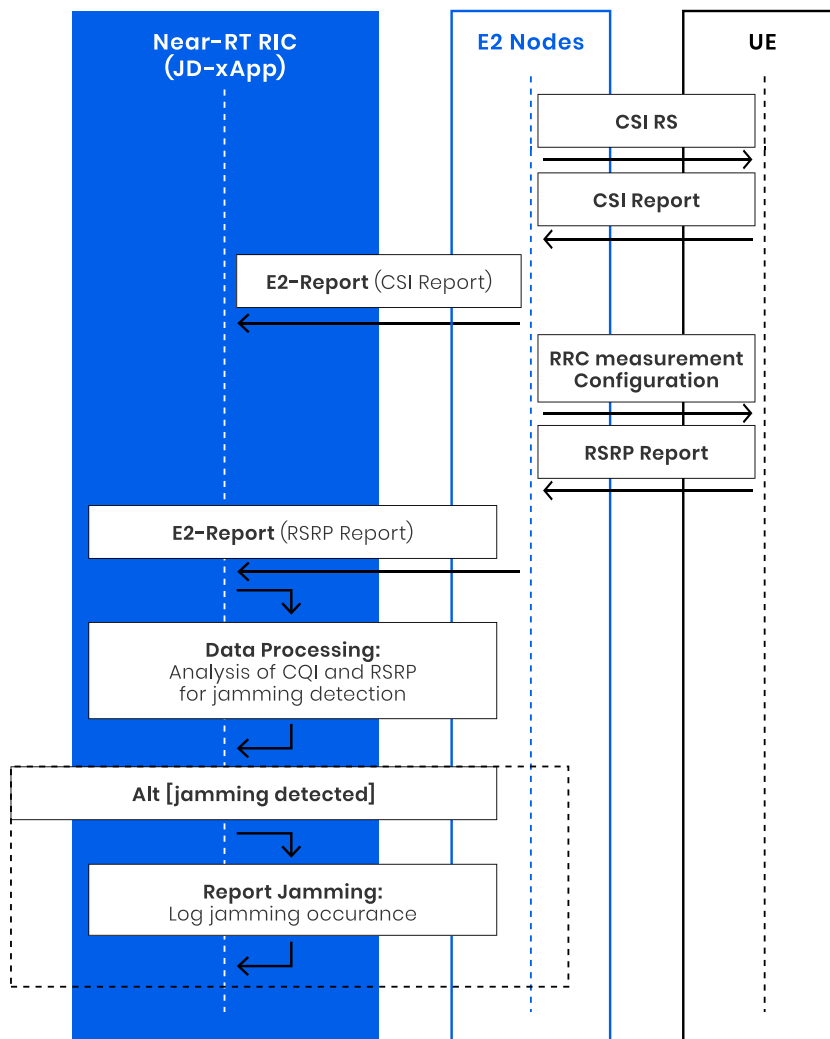 Near-RT RIC
(JD-xApp)
E2 Nodes
UE
CSI RS
CSI Report
E2-Report (CSI Report)
RRC measurement
Configuration
RSRP Report
E2-Report (RSRP Report)
Data Processing:
Analysis of CQI and RSRP
for jamming detection
Alt [jamming detected]
Report Jamming:
Log jamming occurance